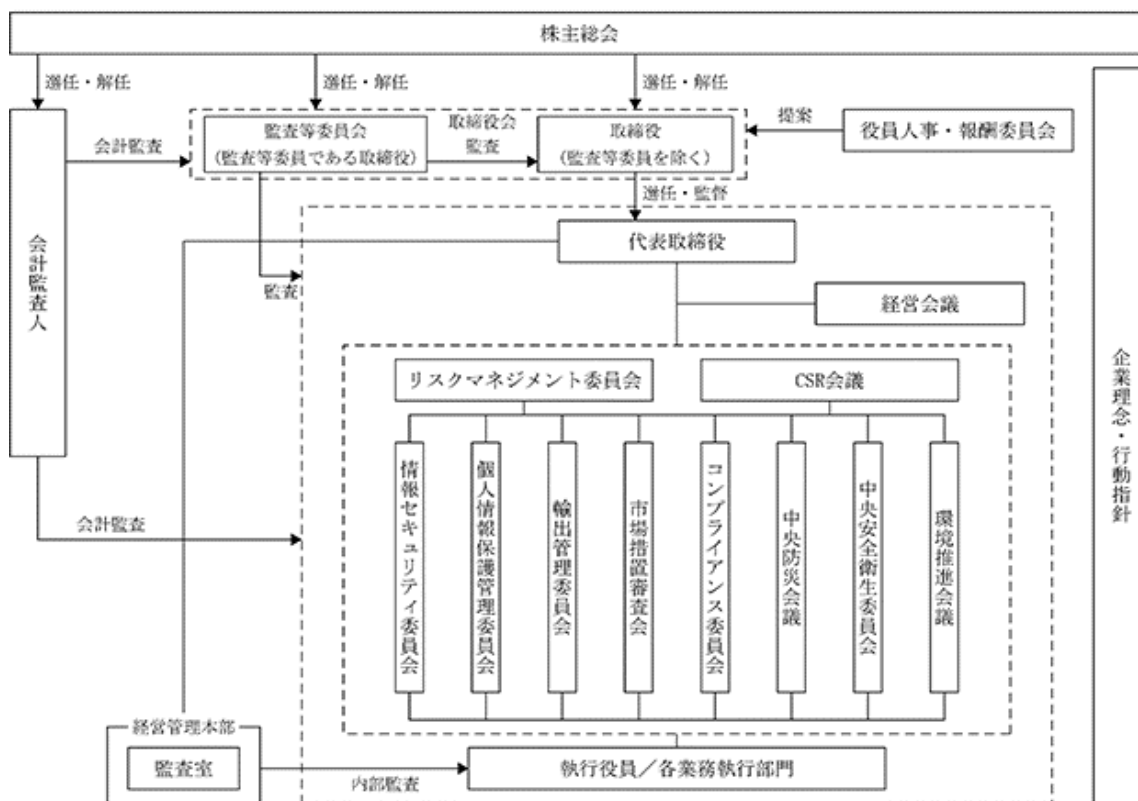 株主総会
選任・解任
選任・解任
選任・解任
会計監査人
会計監査
監査等委員会
(監査等委員である取締役)
取締役会
監査
取締役
(監査等委員を除く)
提案
役員人事・報酬委員会
選任・監督
代表取締役
監査
経営会議
企業理念・行動指針
リスクマネジメント委員会
CSR会議
会計監査
情報セキュリティ委員会
個人情報保護管理委員会
輸出管理委員会
市場措置審査会
コンプライアンス委員会
中央防災会議
中央安全衛生委員会
環境推進会議
経営管理本部
監査室
内部監査
執行役員／各業務執行部門